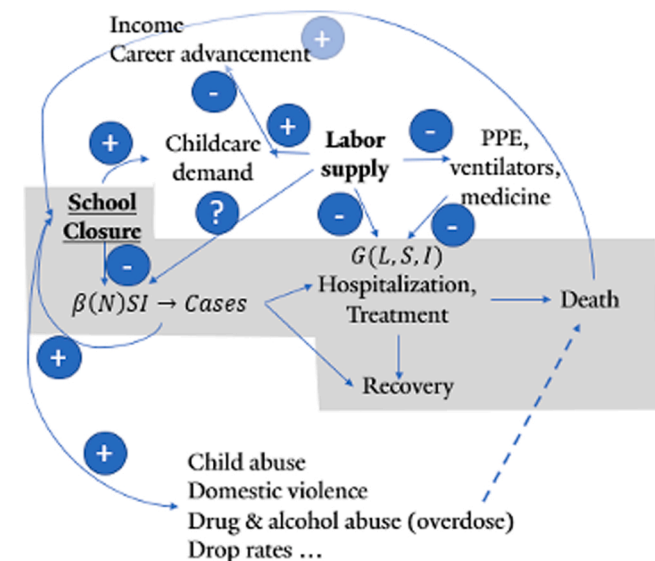 Income
Career advancement
+
-
+
+
-
Childcare
demand
Labor
supply
PPE,
ventilators,
medicine
School
Closure
?
-
-
-
G(L, S, I)
β(N)SI → Cases
Hospitalization,
Treatment
Death
Recovery
+
+
Child abuse
Domestic violence
Drug & alcohol abuse (overdose)
Drop rates ...